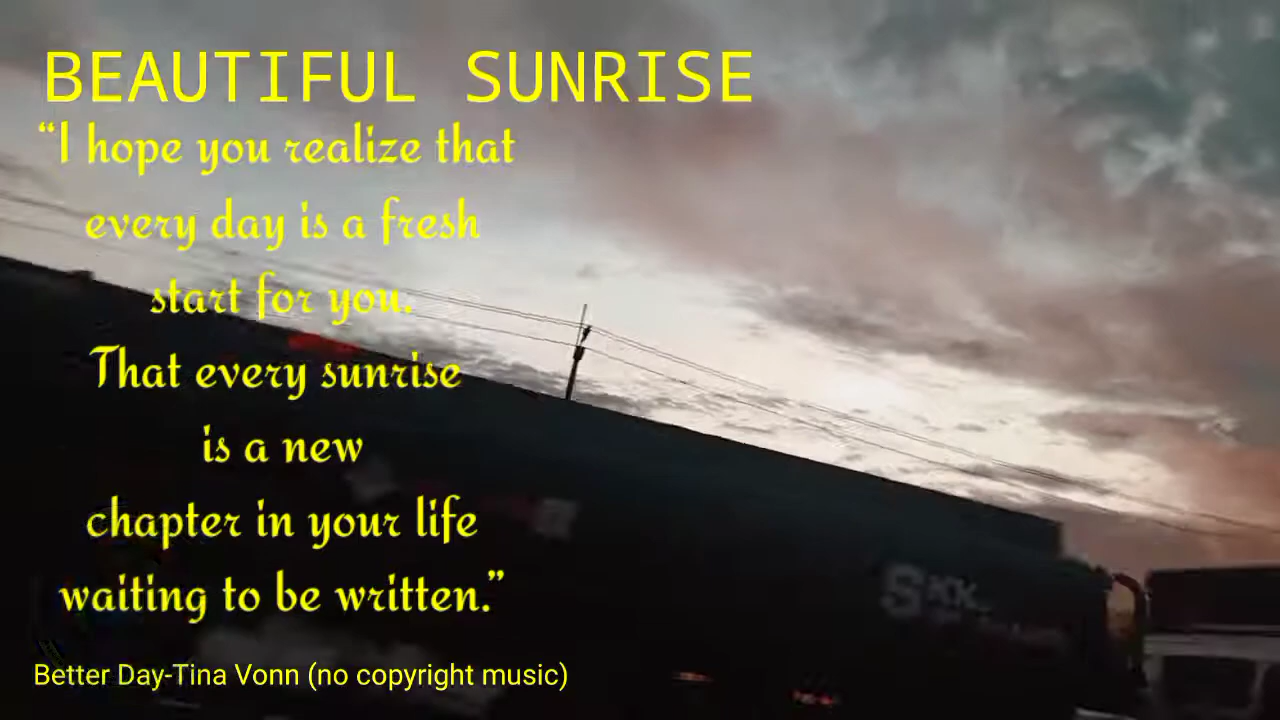 BEAUTIFUL SUNRISE
“I hope you realize that
every day is a fresh
start for you.
That every sunrise
is a new
chapter in your life
waiting to be written.”
SKK
Better Day-Tina Vonn (no copyright music)